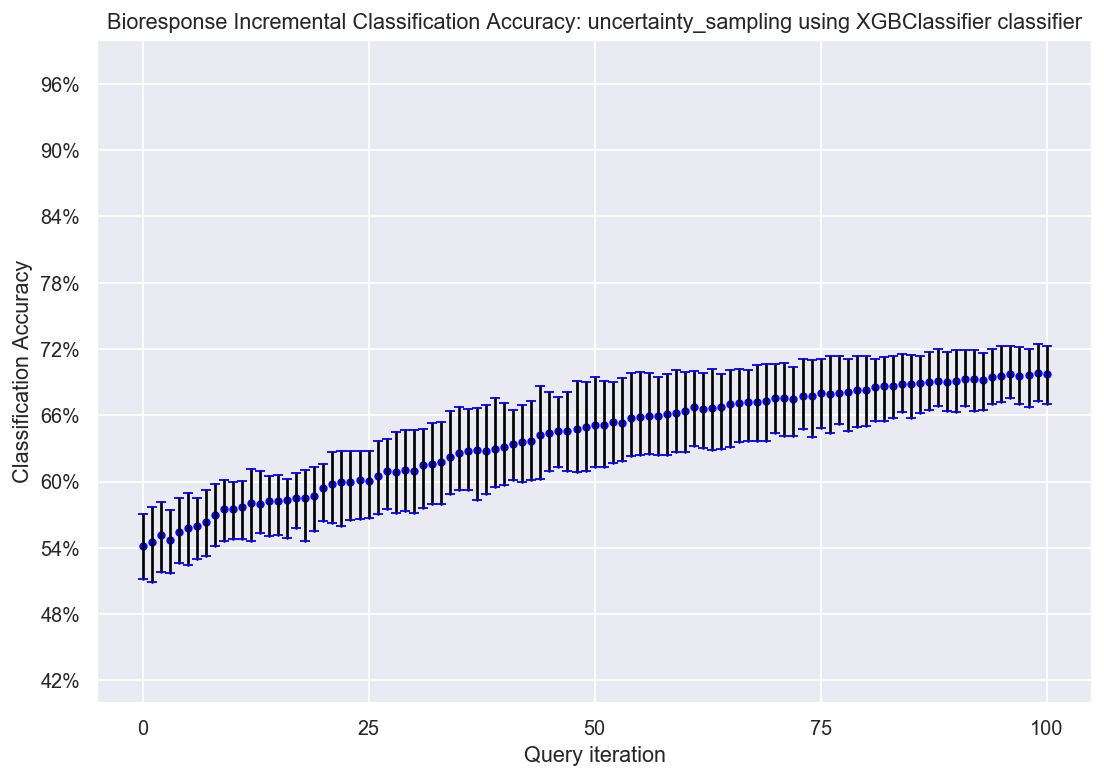 Bioresponse Incremental Classification Accuracy: uncertainty_sampling using XGBClassifier classifier
96%
90%
84%
78%
72%
66%
60%
54%
48%
42%
Classification Accuracy
0 25 50 75 100
Query iteration